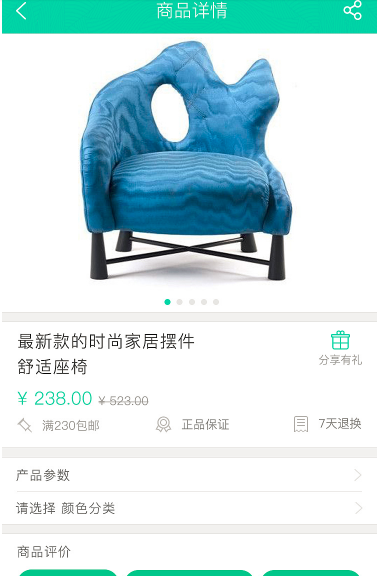 商品详情
最新款的时尚家居摆件
舒适座椅
分享有礼
¥ 238.00 ¥ 523.00
满230包邮 正品保证 7天退换
产品参数
请选择 颜色分类
商品评价